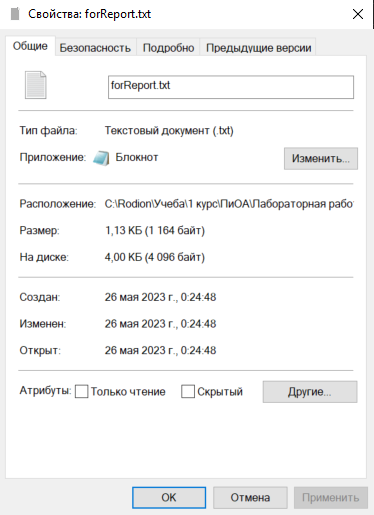 Свойства: forReport.txt
Общие Безопасность Подробно Предыдущие версии
forReport.txt
Тип файла: Текстовый документ (.txt)
Приложение: Блокнот Изменить...
Расположение: C:\Rodion\Учеба\1 курс\ПиОА\Лабораторная рабо
Размер: 1,13 КБ (1 164 байт)
На диске: 4,00 КБ (4 096 байт)
Создан: 26 мая 2023 г., 0:24:48
Изменен: 26 мая 2023 г., 0:24:48
Открыт: 26 мая 2023 г., 0:24:48
Атрибуты: Только чтение Скрытый Другие...
OK Отмена Применить